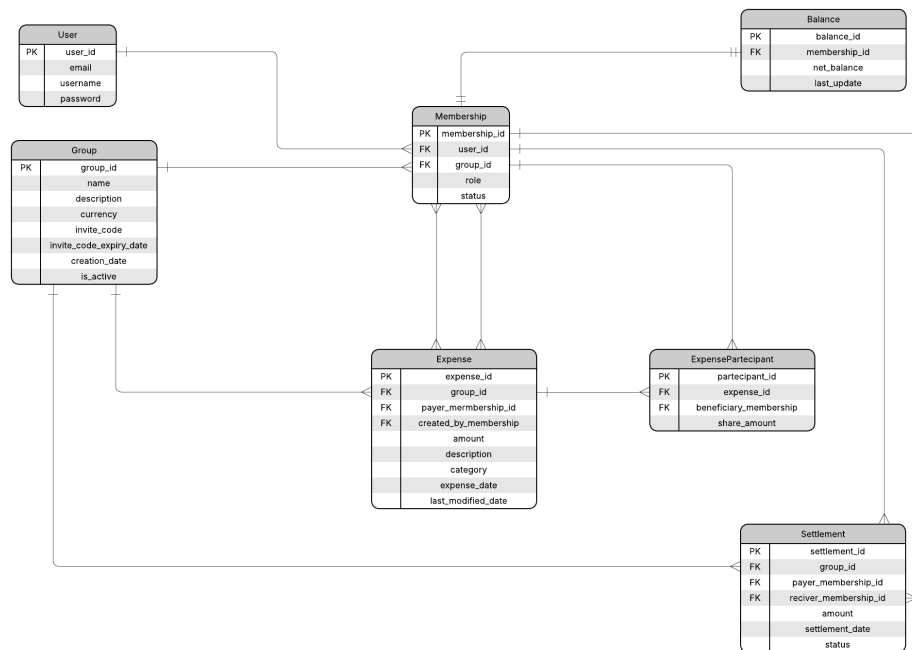 User
PK user_id
email
username
password
Balance
PK balance_id
FK membership_id
net_balance
last_update
Membership
PK membership_id
FK user_id
FK group_id
role
status
Group
PK group_id
name
description
currency
invite_code
invite_code_expiry_date
creation_date
is_active
Expense
PK expense_id
FK group_id
FK payer_mermbership_id
FK created_by_membership
amount
description
category
expense_date
last_modified_date
ExpensePartecipant
PK partecipant_id
FK expense_id
FK beneficiary_membership
share_amount
Settlement
PK settlement_id
FK group_id
FK payer_membership_id
FK reciver_membership_id
amount
settlement_date
status